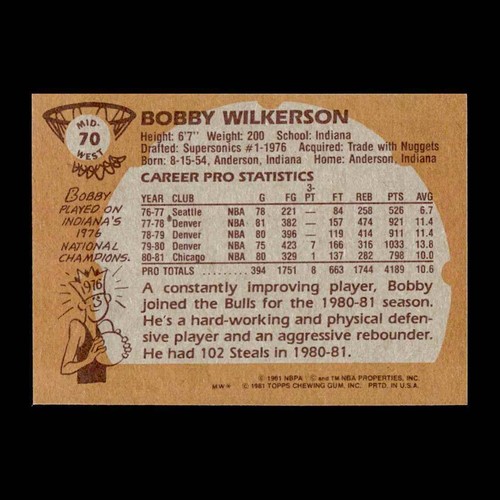 MID.
70
WEST
BOBBY WILKERSON
Height: 6'7" Weight: 200 School: Indiana
Drafted: Supersonics #1-1976 Acquired: Trade with Nuggets
Born: 8-15-54, Anderson, Indiana Home: Anderson, Indiana
CAREER PRO STATISTICS
YEAR CLUB G FG 3-PT FT REB PTS AVG
76-77 Seattle NBA 78 221 — 84 258 526 6.7
77-78 Denver NBA 81 382 — 157 474 921 11.4
78-79 Denver NBA 80 396 — 119 414 911 11.4
79-80 Denver NBA 75 423 7 166 316 1033 13.8
80-81 Chicago NBA 80 330 1 137 282 798 10.0
PRO TOTALS ......... 394 1751 8 663 1744 4189 10.6
BOBBY
PLAYED ON
INDIANA'S
1976
NATIONAL
CHAMPIONS.
1976
A constantly improving player, Bobby
joined the Bulls for the 1980-81 season.
He's a hard-working and physical defen-
sive player and an aggressive rebounder.
He had 102 Steals in 1980-81.
© 1981 NBPA © and TM NBA PROPERTIES, INC.
MW* © 1981 TOPPS CHEWING GUM, INC. PRTD. IN U.S.A.